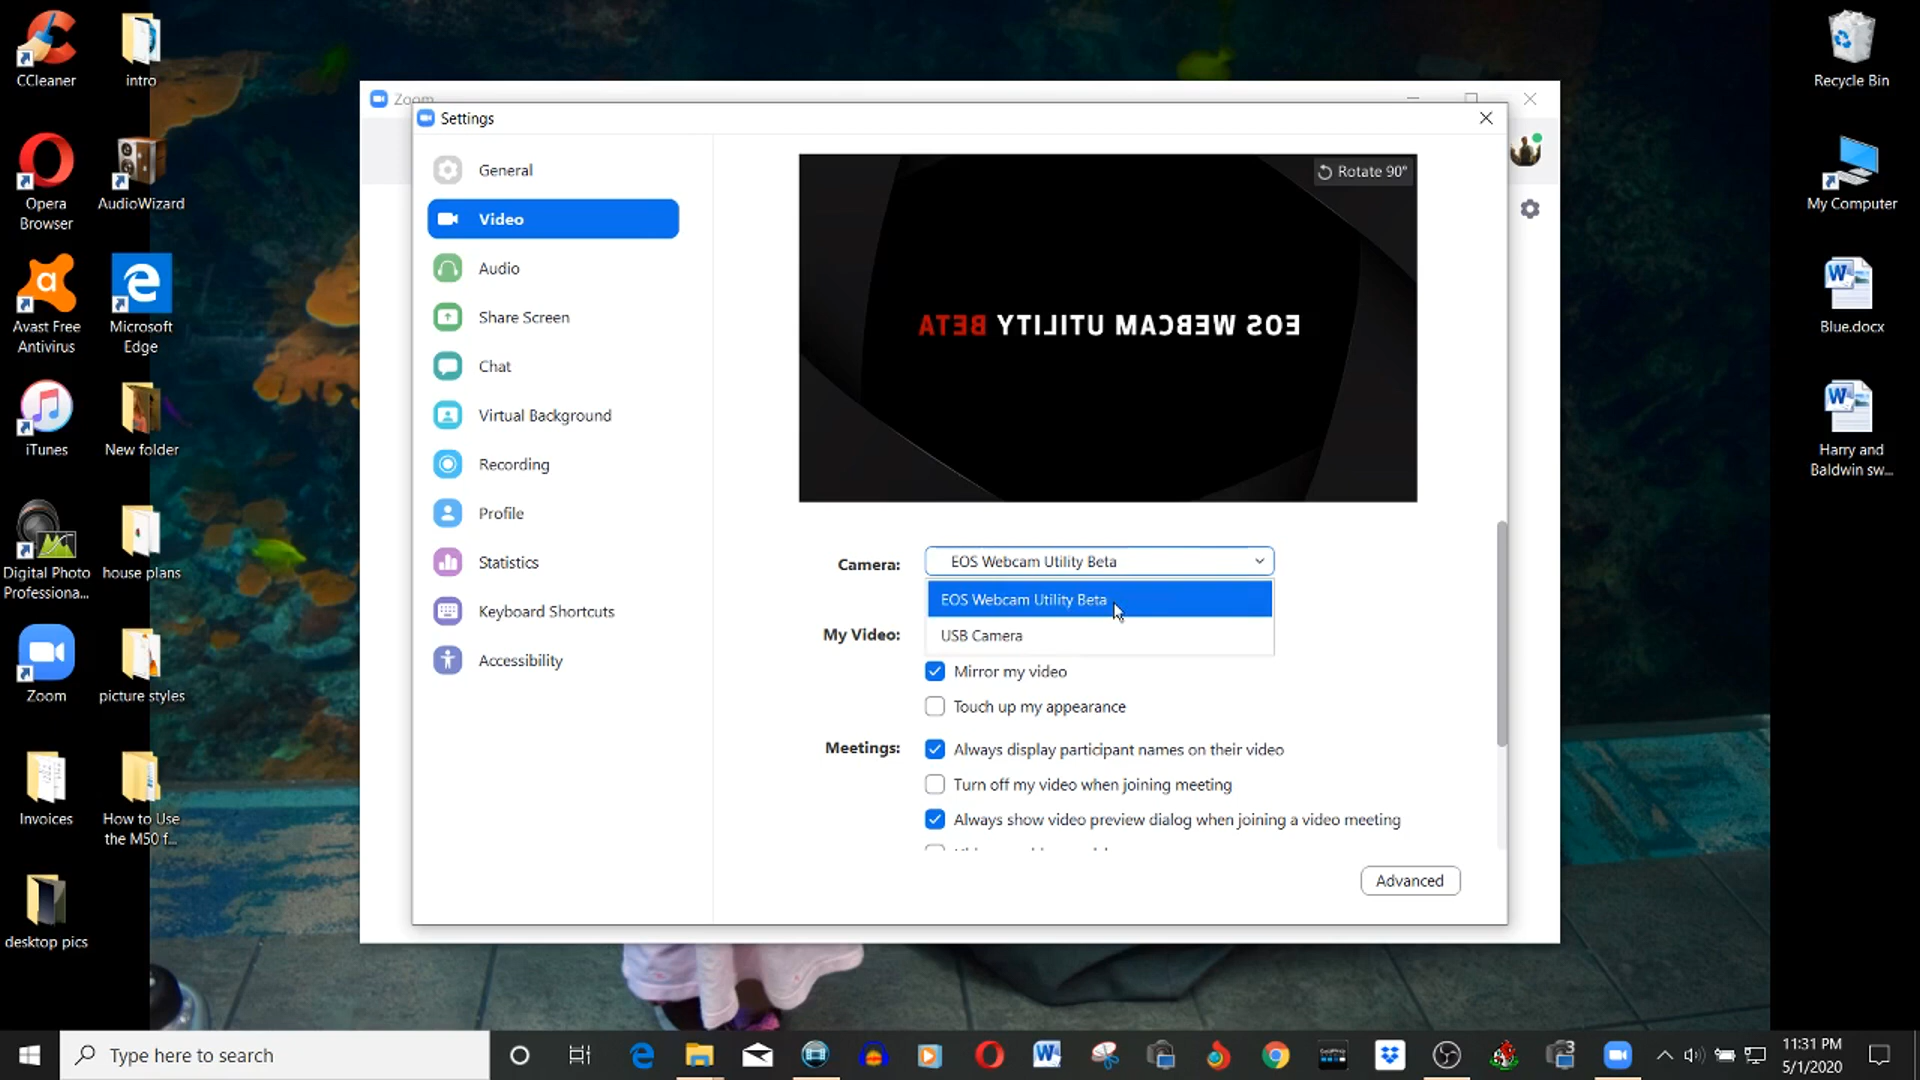 CCleaner
intro
Opera
Browser
AudioWizard
Avast Free
Antivirus
Microsoft
Edge
iTunes
New folder
Digital Photo
Professiona...
house plans
Zoom
picture styles
Invoices
How to Use
the M50 f...
desktop pics
Zoom
Settings
General
Video
Audio
Share Screen
Chat
Virtual Background
Recording
Profile
Statistics
Keyboard Shortcuts
Accessibility
Rotate 90°
EOS WEBCAM UTILITY BETA
Camera:
EOS Webcam Utility Beta
EOS Webcam Utility Beta
USB Camera
My Video:
Mirror my video
Touch up my appearance
Meetings:
Always display participant names on their video
Turn off my video when joining meeting
Always show video preview dialog when joining a video meeting
Advanced
Recycle Bin
My Computer
Blue.docx
Harry and
Baldwin sw...
Type here to search
11:31 PM
5/1/2020